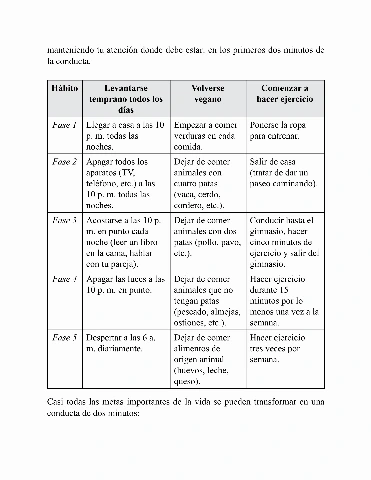 manteniendo tu atención donde debe estar: en los primeros dos minutos de
la conducta.
Hábito
Levantarse
temprano todos los
días
Volverse
vegano
Comenzar a
hacer ejercicio
Fase 1
Llegar a casa a las 10
p. m. todas las
noches.
Empezar a comer
verduras en cada
comida.
Ponerse la ropa
para entrenar.
Fase 2
Apagar todos los
aparatos (TV,
teléfono, etc.) a las
10 p. m. todas las
noches.
Dejar de comer
animales con
cuatro patas
(vaca, cerdo,
cordero, etc.).
Salir de casa
(tratar de dar un
paseo caminando).
Fase 3
Acostarse a las 10 p.
m. en punto cada
noche (leer un libro
en la cama, hablar
con tu pareja).
Dejar de comer
animales con dos
patas (pollo, pavo,
etc.).
Conducir hasta el
gimnasio, hacer
cinco minutos de
ejercicio y salir del
gimnasio.
Fase 4
Apagar las luces a las
10 p. m. en punto.
Dejar de comer
animales que no
tengan patas
(pescado, almejas,
ostiones, etc.).
Hacer ejercicio
durante 15
minutos por lo
menos una vez a la
semana.
Fase 5
Despertar a las 6 a.
m. diariamente.
Dejar de comer
alimentos de
origen animal
(huevos, leche,
queso).
Hacer ejercicio
tres veces por
semana.
Casi todas las metas importantes de la vida se pueden transformar en una
conducta de dos minutos: